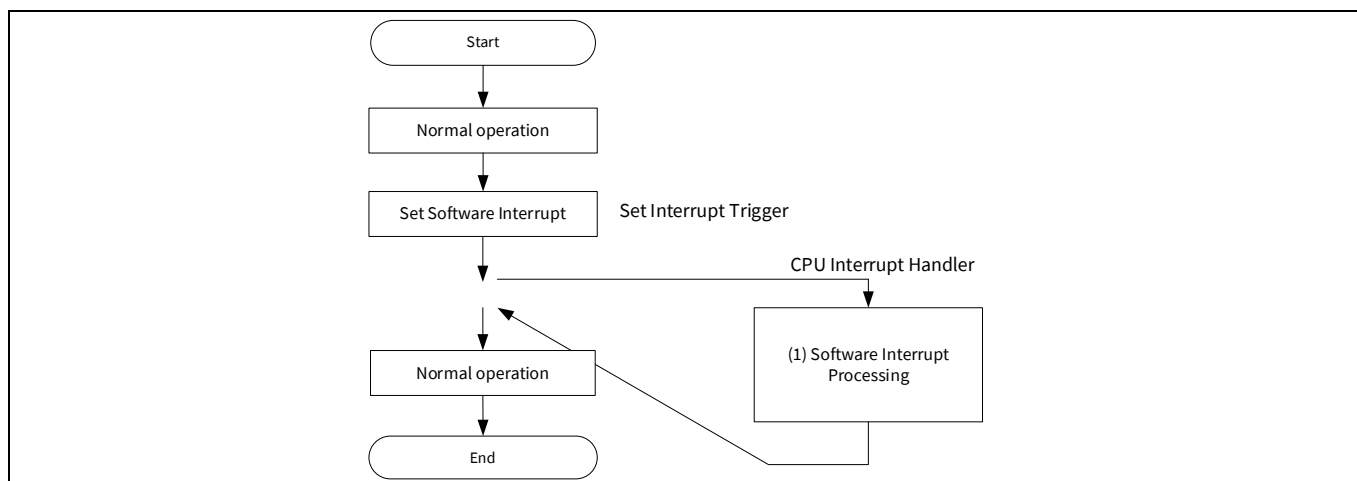 Start
Normal operation
Set Software Interrupt
Set Interrupt Trigger
CPU Interrupt Handler
(1) Software Interrupt
Processing
Normal operation
End